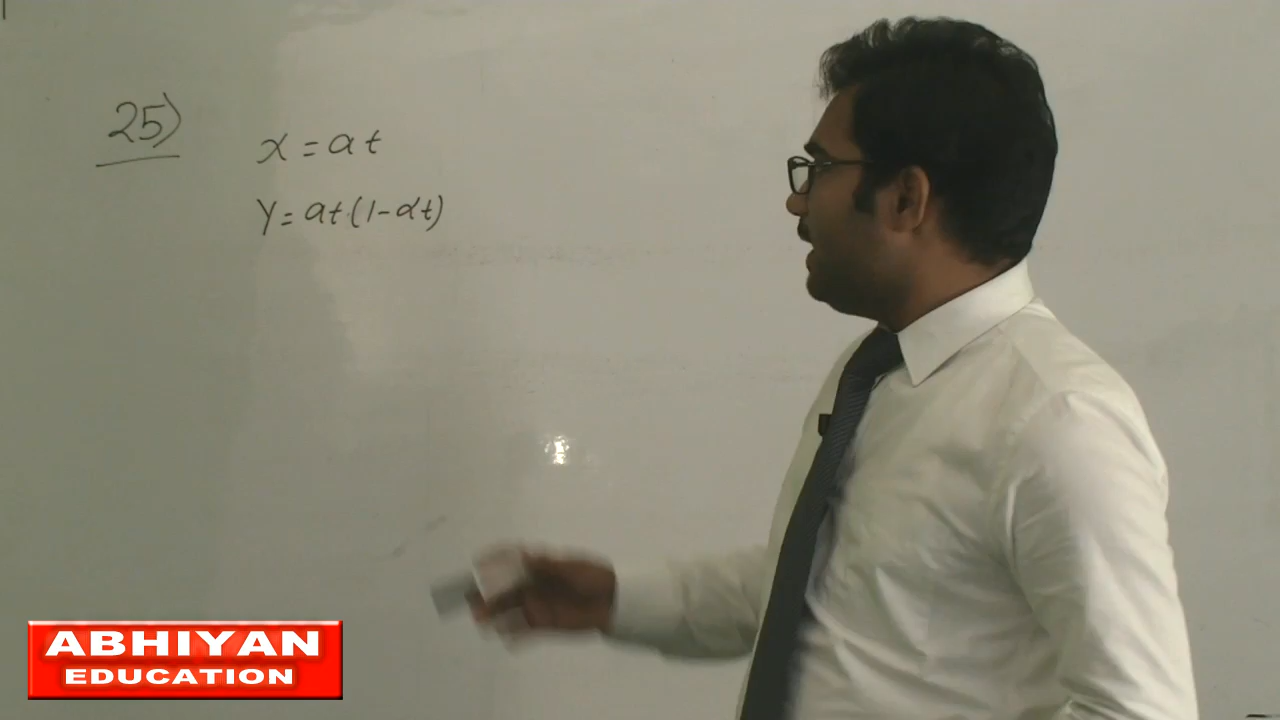 25)
x = at
y = at(1-αt)
ABHIYAN
EDUCATION